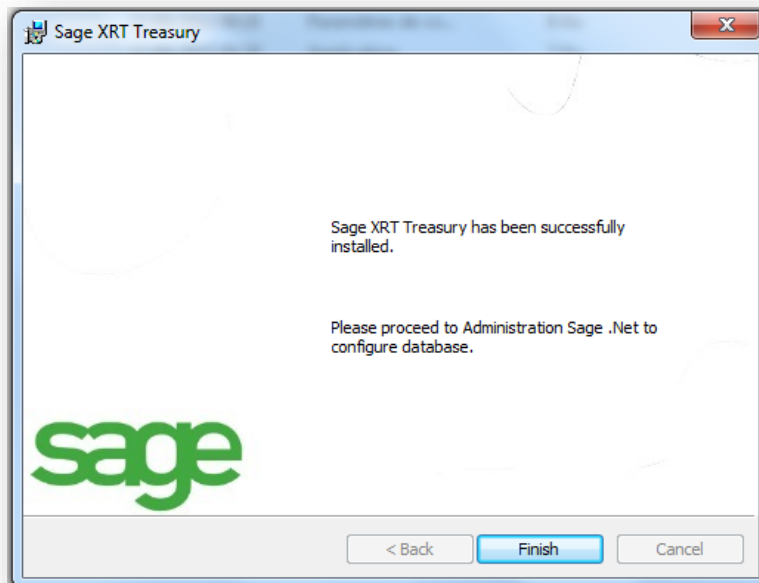 Sage XRT Treasury
Sage XRT Treasury has been successfully
installed.
Please proceed to Administration Sage .Net to
configure database.
sage
< Back
Finish
Cancel